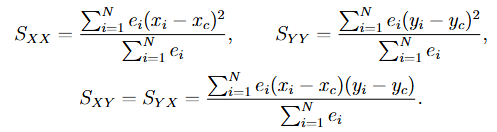 S_{XX} = \frac{\sum_{i=1}^{N} e_i(x_i - x_c)^2}{\sum_{i=1}^{N} e_i}, \qquad S_{YY} = \frac{\sum_{i=1}^{N} e_i(y_i - y_c)^2}{\sum_{i=1}^{N} e_i},
S_{XY} = S_{YX} = \frac{\sum_{i=1}^{N} e_i(x_i - x_c)(y_i - y_c)}{\sum_{i=1}^{N} e_i}.